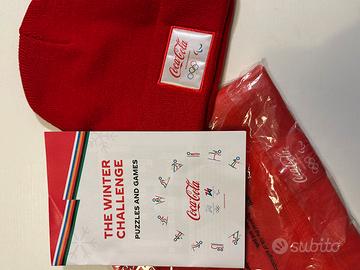 Coca-Cola
THE WINTER
CHALLENGE
PUZZLES AND GAMES
Coca-Cola
Coca-Cola
subito